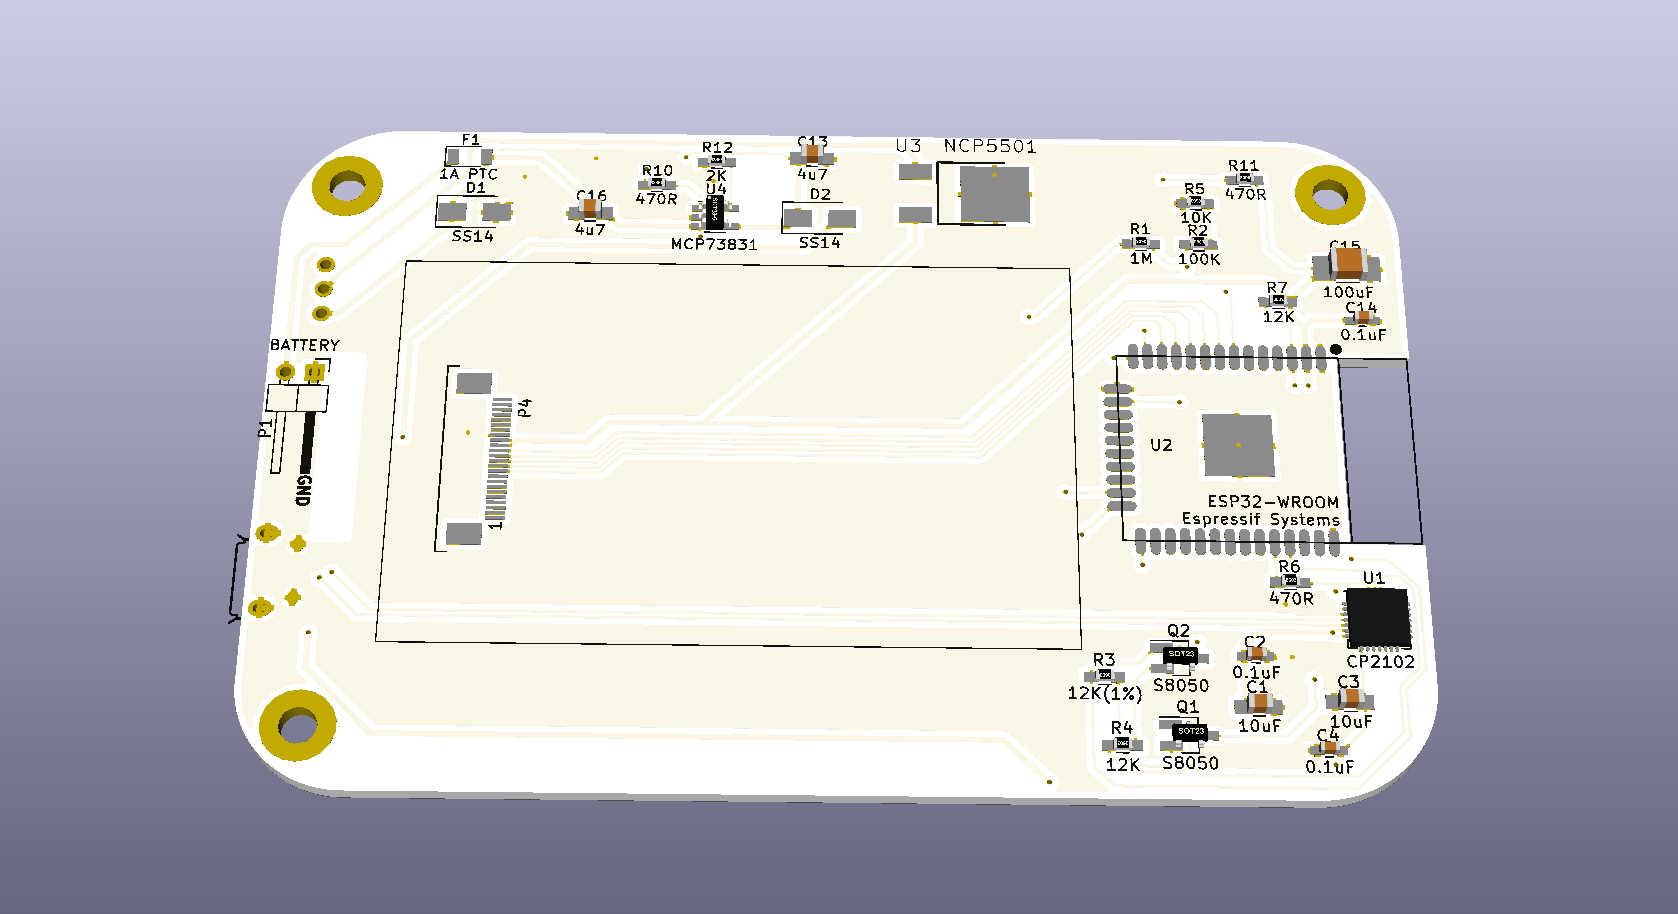 F1
1A PTC
D1
SS14
C16
4u7
R10
470R
R12
2K
U4
MCP73831
C13
4u7
D2
SS14
U3 NCP5501
R11
470R
R5
10K
R1
1M
R2
100K
C15
100uF
R7
12K
C14
0.1uF
BATTERY
P1
GND
P4
1
U2
ESP32-WROOM
Espressif Systems
R6
470R
U1
CP2102
Q2
SOT23
S8050
R3
12K(1%)
C2
0.1uF
C1
10uF
C3
10uF
Q1
SOT23
S8050
R4
12K
C4
0.1uF